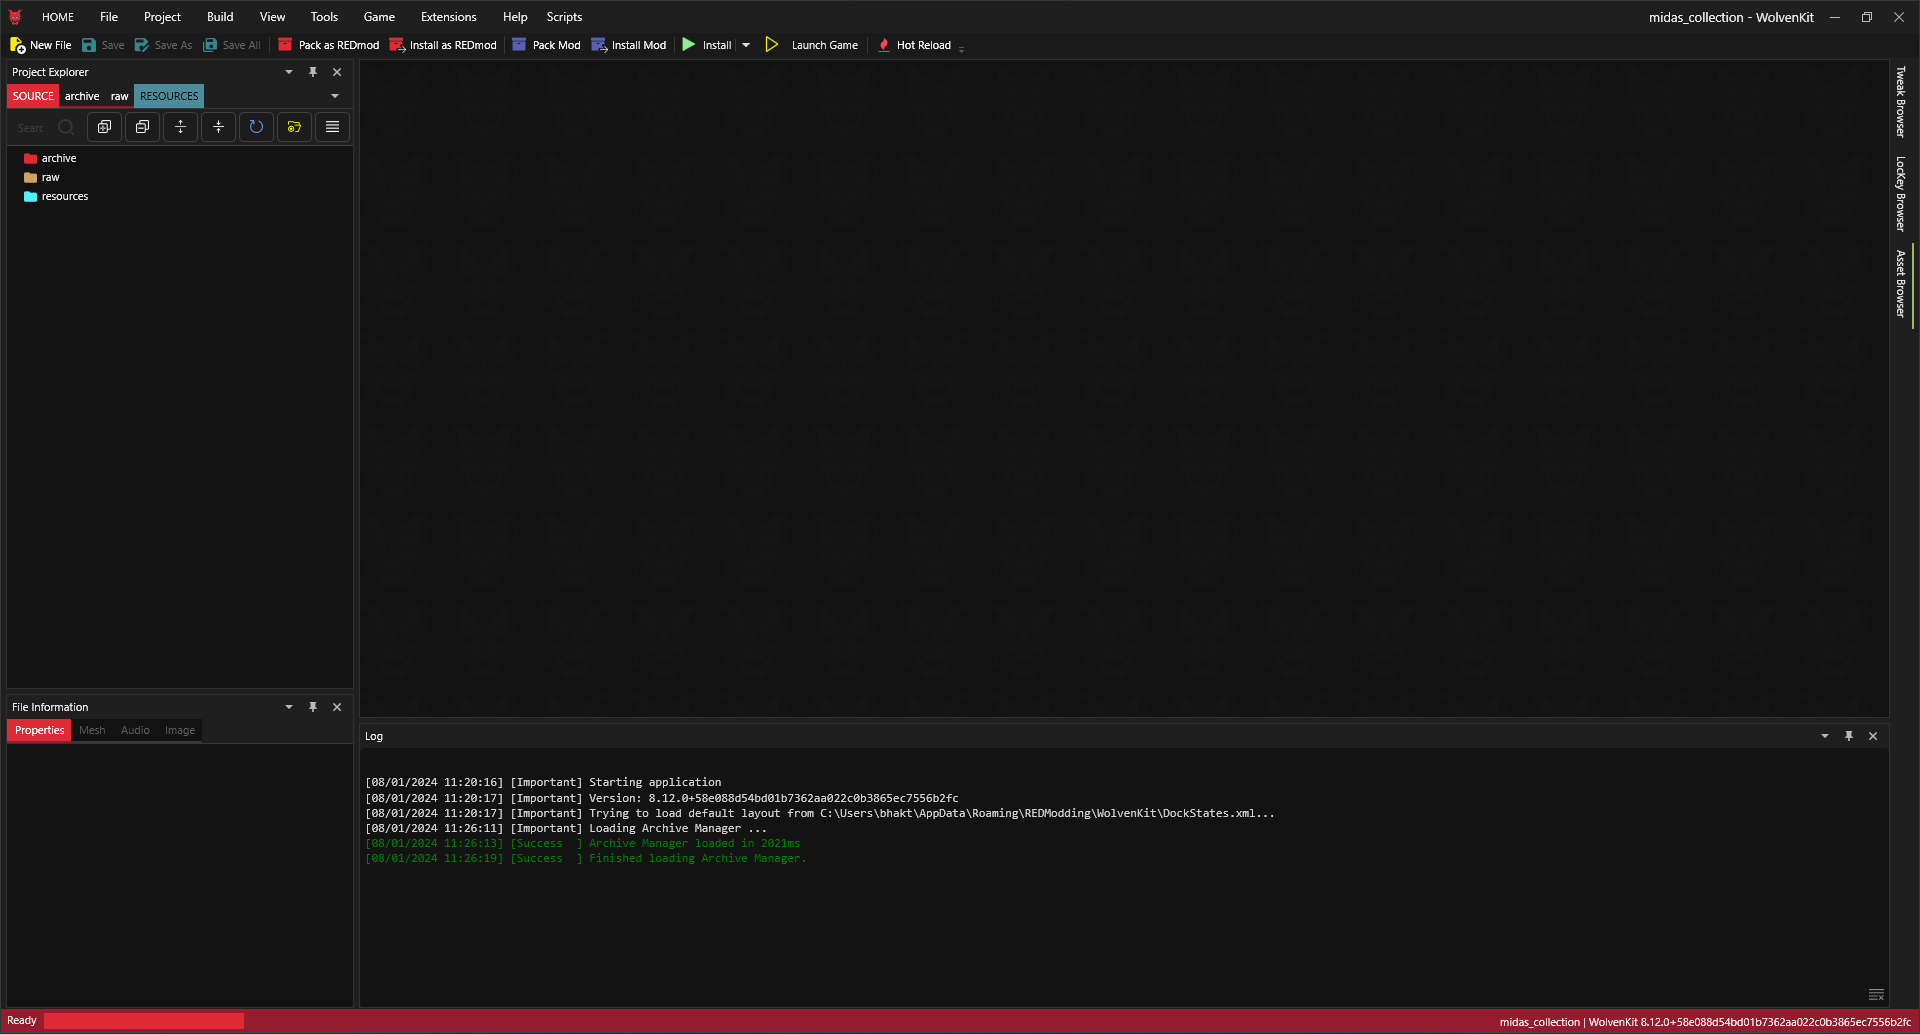 HOME File Project Build View Tools Game Extensions Help Scripts midas_collection - WolvenKit
New File Save Save As Save All Pack as REDmod Install as REDmod Pack Mod Install Mod Install Launch Game Hot Reload
Project Explorer
SOURCE archive raw RESOURCES
Searc
archive
raw
resources
Tweak Browser
LocKey Browser
Asset Browser
File Information
Properties Mesh Audio Image
Log
[08/01/2024 11:20:16] [Important] Starting application
[08/01/2024 11:20:17] [Important] Version: 8.12.0+58e088d54bd01b7362aa022c0b3865ec7556b2fc
[08/01/2024 11:20:17] [Important] Trying to load default layout from C:\Users\bhakt\AppData\Roaming\REDModding\WolvenKit\DockStates.xml...
[08/01/2024 11:26:11] [Important] Loading Archive Manager ...
[08/01/2024 11:26:13] [Success  ] Archive Manager loaded in 2021ms
[08/01/2024 11:26:19] [Success  ] Finished loading Archive Manager.
Ready
midas_collection | WolvenKit 8.12.0+58e088d54bd01b7362aa022c0b3865ec7556b2fc